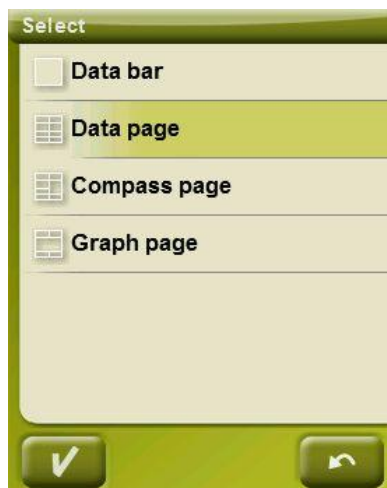 Select
Data bar
Data page
Compass page
Graph page